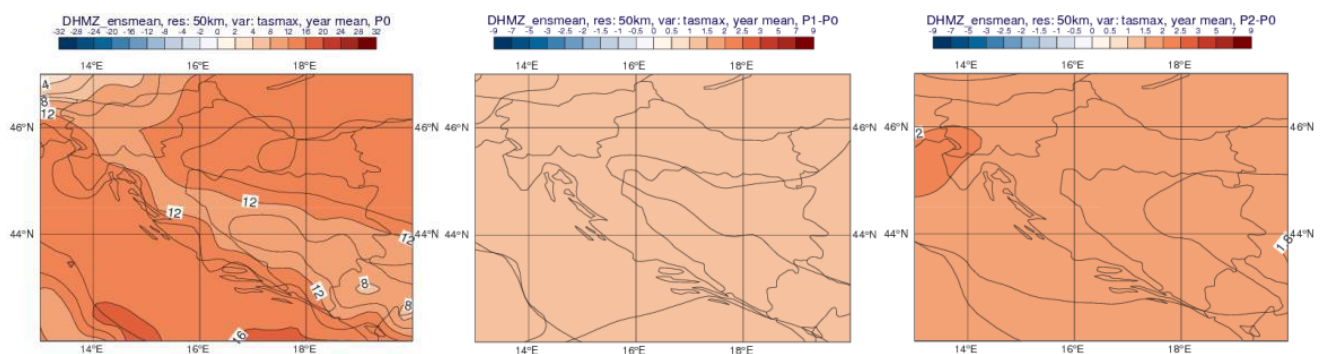 DHMZ_ensmean, res: 50km, var: tasmax, year mean, P0
-32 -28 -24 -20 -16 -12 -8 -4 -2 0 2 4 8 12 16 20 24 28 32
14°E 16°E 18°E
4
8
12
46°N
12
12
12
44°N
4
8
12
8
16
14°E 16°E 18°E
DHMZ_ensmean, res: 50km, var: tasmax, year mean, P1-P0
-9 -7 -5 -3 -2.5 -2 -1.5 -1 -0.5 0 0.5 1 1.5 2 2.5 3 5 7 9
14°E 16°E 18°E
46°N
44°N
14°E 16°E 18°E
DHMZ_ensmean, res: 50km, var: tasmax, year mean, P2-P0
-9 -7 -5 -3 -2.5 -2 -1.5 -1 -0.5 0 0.5 1 1.5 2 2.5 3 5 7 9
14°E 16°E 18°E
46°N
2
44°N
1.8
14°E 16°E 18°E